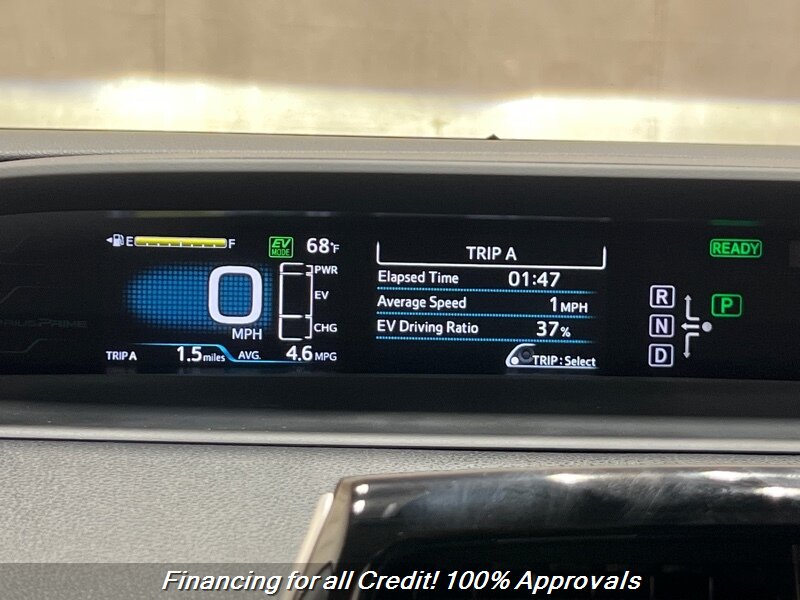 E F EV MODE 68°F
PWR
0 EV
MPH CHG
TRIP A 1.5 miles AVG. 4.6 MPG
TRIP A
Elapsed Time 01:47
Average Speed 1 MPH
EV Driving Ratio 37%
TRIP : Select
READY
R
N
D
P
PRIUS PRIME
Financing for all Credit! 100% Approvals